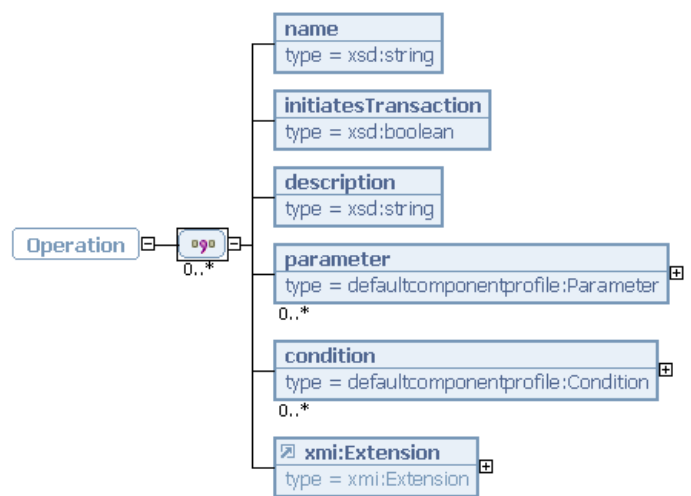 name
type = xsd:string
initiatesTransaction
type = xsd:boolean
description
type = xsd:string
Operation
0..*
parameter
type = defaultcomponentprofile:Parameter
0..*
condition
type = defaultcomponentprofile:Condition
0..*
xmi:Extension
type = xmi:Extension